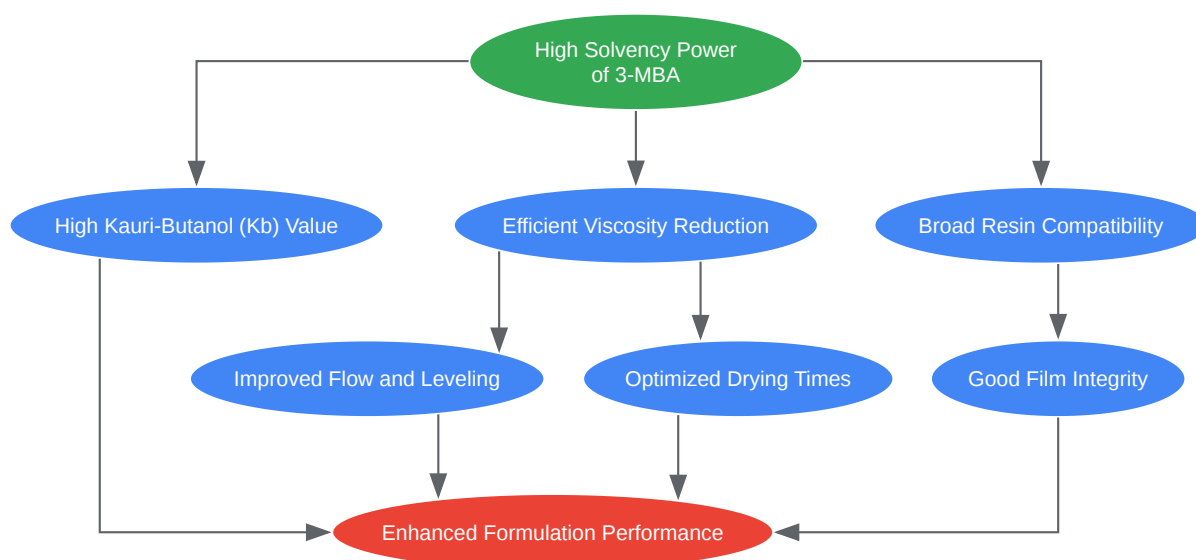 High Solvency Power
of 3-MBA
High Kauri-Butanol (Kb) Value
Efficient Viscosity Reduction
Broad Resin Compatibility
Improved Flow and Leveling
Optimized Drying Times
Good Film Integrity
Enhanced Formulation Performance